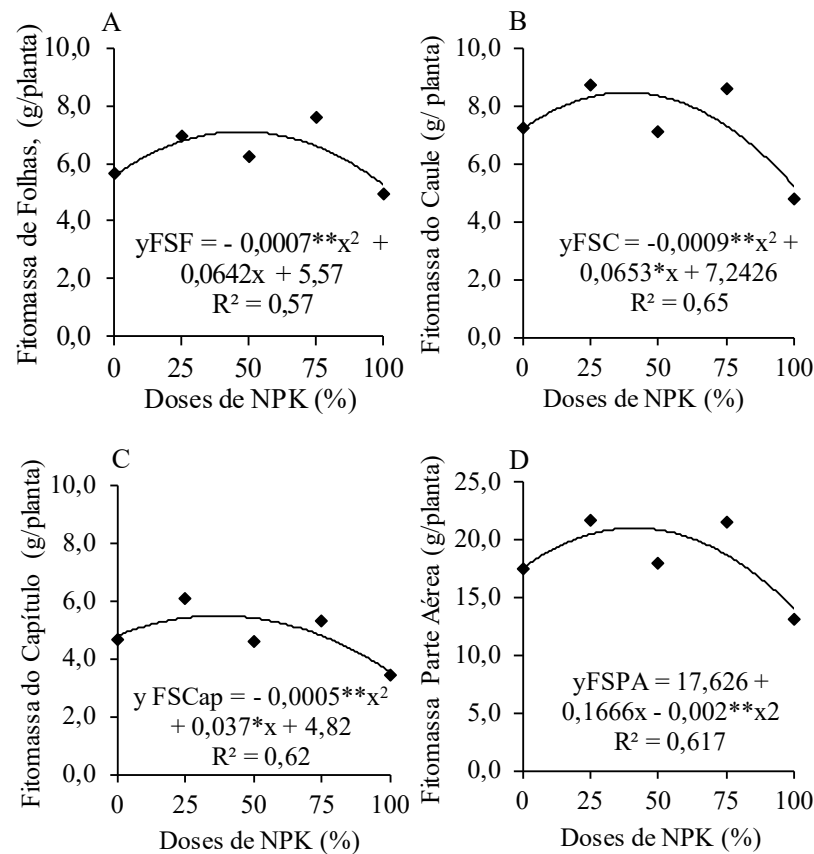 A
Fitomassa de Folhas, (g/planta)
10,0
8,0
6,0
4,0
2,0
0,0
yFSF = - 0,0007**x² +
0,0642x + 5,57
R² = 0,57
0 25 50 75 100
Doses de NPK (%)
B
Fitomassa do Caule (g/ planta)
10,0
8,0
6,0
4,0
2,0
0,0
yFSC = -0,0009**x² +
0,0653*x + 7,2426
R² = 0,65
0 25 50 75 100
Doses de NPK (%)
C
Fitomassa do Capítulo (g/planta)
10,0
8,0
6,0
4,0
2,0
0,0
y FSCap = - 0,0005**x²
+ 0,037*x + 4,82
R² = 0,62
0 25 50 75 100
Doses de NPK (%)
D
Fitomassa Parte Aérea (g/planta)
25,0
20,0
15,0
10,0
5,0
0,0
yFSPA = 17,626 +
0,1666x - 0,002**x2
R² = 0,617
0 25 50 75 100
Doses de NPK (%)